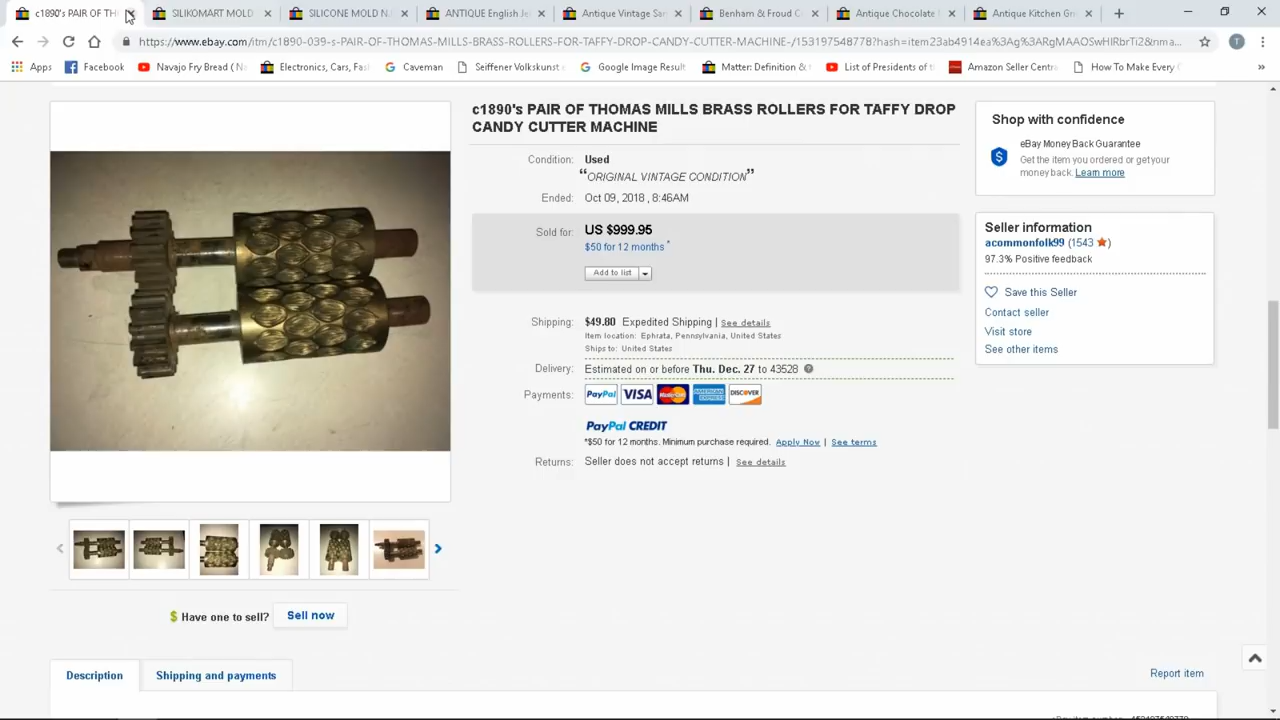 c1890's PAIR OF TH
SILIKOMART MOLD
SILICONE MOLD N
ANTIQUE English Je
Antique Vintage San
Benham & Froud C
Antique Chocolate
Antique Kitchen Gr
T
https://www.ebay.com/itm/c1890-039-s-PAIR-OF-THOMAS-MILLS-BRASS-ROLLERS-FOR-TAFFY-DROP-CANDY-CUTTER-MACHINE-/153197548778?hash=item23ab4914ea%3Ag%3ARgMAAOSwHlRbrTi2&nma...
Apps
Facebook
Navajo Fry Bread ( N
Electronics, Cars, Fas
Caveman
Seiffener Volkskunst
Google Image Result
Matter: Definition &
List of Presidents of t
Amazon Seller Centra
How To Make Every
»
c1890's PAIR OF THOMAS MILLS BRASS ROLLERS FOR TAFFY DROP
CANDY CUTTER MACHINE
Condition: Used
“ORIGINAL VINTAGE CONDITION”
Ended: Oct 09, 2018 , 8:46AM
Sold for: US $999.95
$50 for 12 months *
Add to list
Shipping: $49.80 Expedited Shipping | See details
Item location: Ephrata, Pennsylvania, United States
Ships to: United States
Delivery: Estimated on or before Thu. Dec. 27 to 43528
Payments: PayPal VISA MasterCard AMERICAN EXPRESS DISCOVER
PayPal CREDIT
*$50 for 12 months. Minimum purchase required. Apply Now | See terms
Returns: Seller does not accept returns | See details
Shop with confidence
eBay Money Back Guarantee
Get the item you ordered or get your
money back. Learn more
Seller information
acommonfolk99 (1543 ★)
97.3% Positive feedback
Save this Seller
Contact seller
Visit store
See other items
$ Have one to sell? Sell now
Description
Shipping and payments
Report item